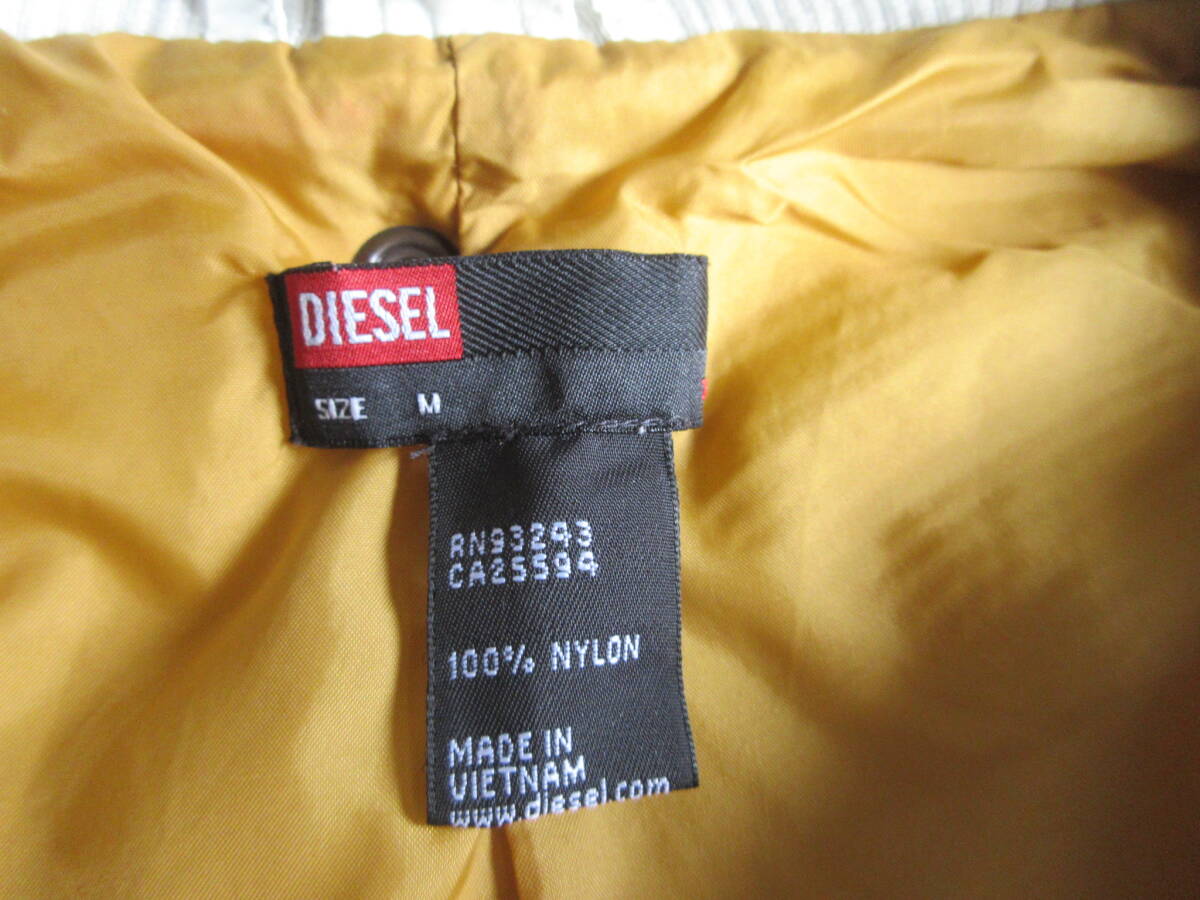 DIESEL
SIZE M
RN93243
CA25594
100% NYLON
MADE IN
VIETNAM
www.diesel.com